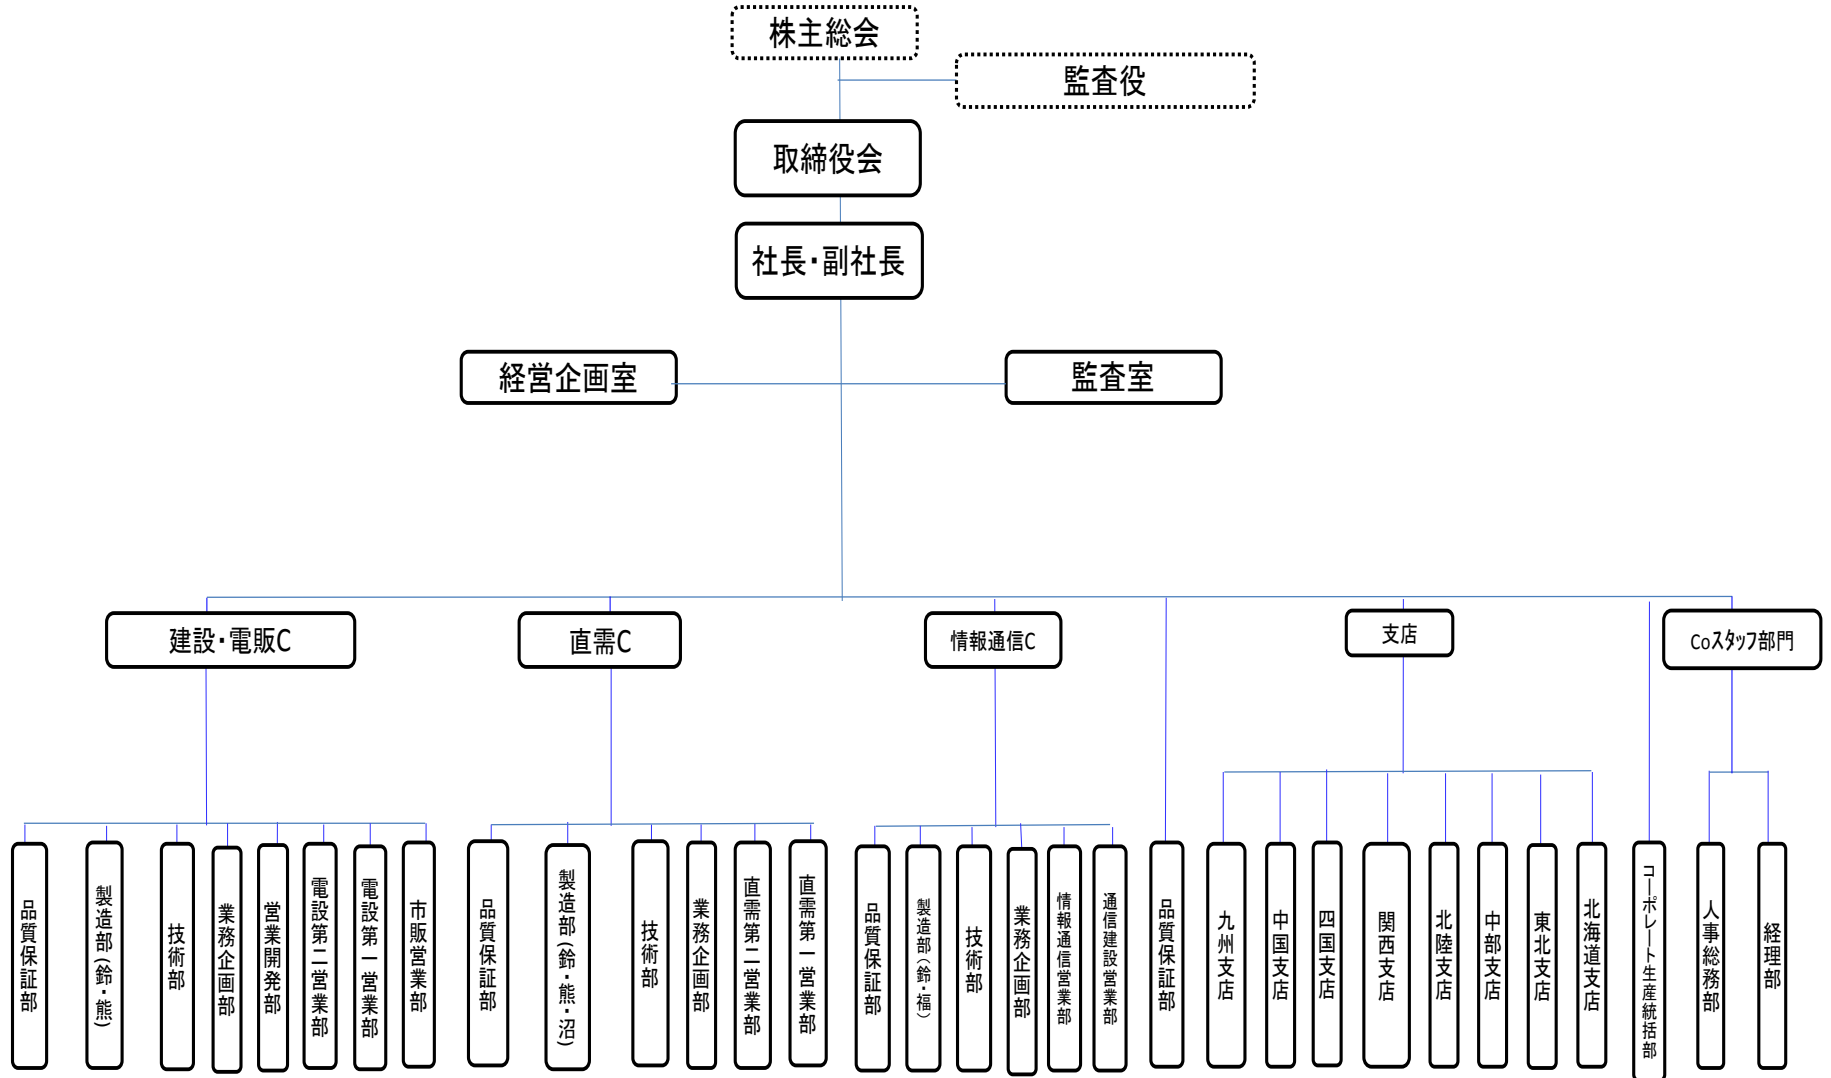 株主総会
監査役
取締役会
社長・副社長
経営企画室
監査室
建設・電販C
直需C
情報通信C
支店
Coスタッフ部門
品質保証部
製造部(鈴・熊)
技術部
業務企画部
営業開発部
電設第二営業部
電設第一営業部
市販営業部
品質保証部
製造部(鈴・熊・沼)
技術部
業務企画部
直需第二営業部
直需第一営業部
品質保証部
製造部(鈴・福)
技術部
業務企画部
情報通信営業部
通信建設営業部
品質保証部
九州支店
中国支店
四国支店
関西支店
北陸支店
中部支店
東北支店
北海道支店
コーポレート生産統括部
人事総務部
経理部